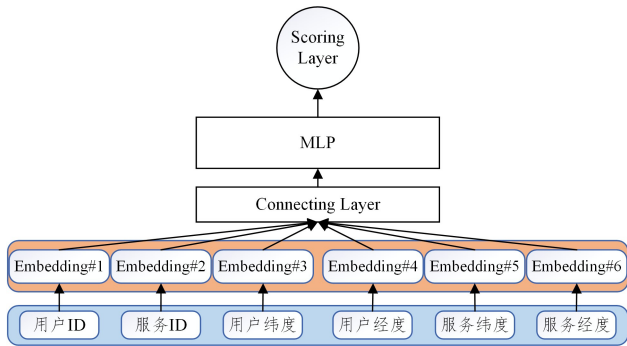 Scoring
Layer
MLP
Connecting Layer
Embedding#1 Embedding#2 Embedding#3 Embedding#4 Embedding#5 Embedding#6
用户ID 服务ID 用户纬度 用户经度 服务纬度 服务经度